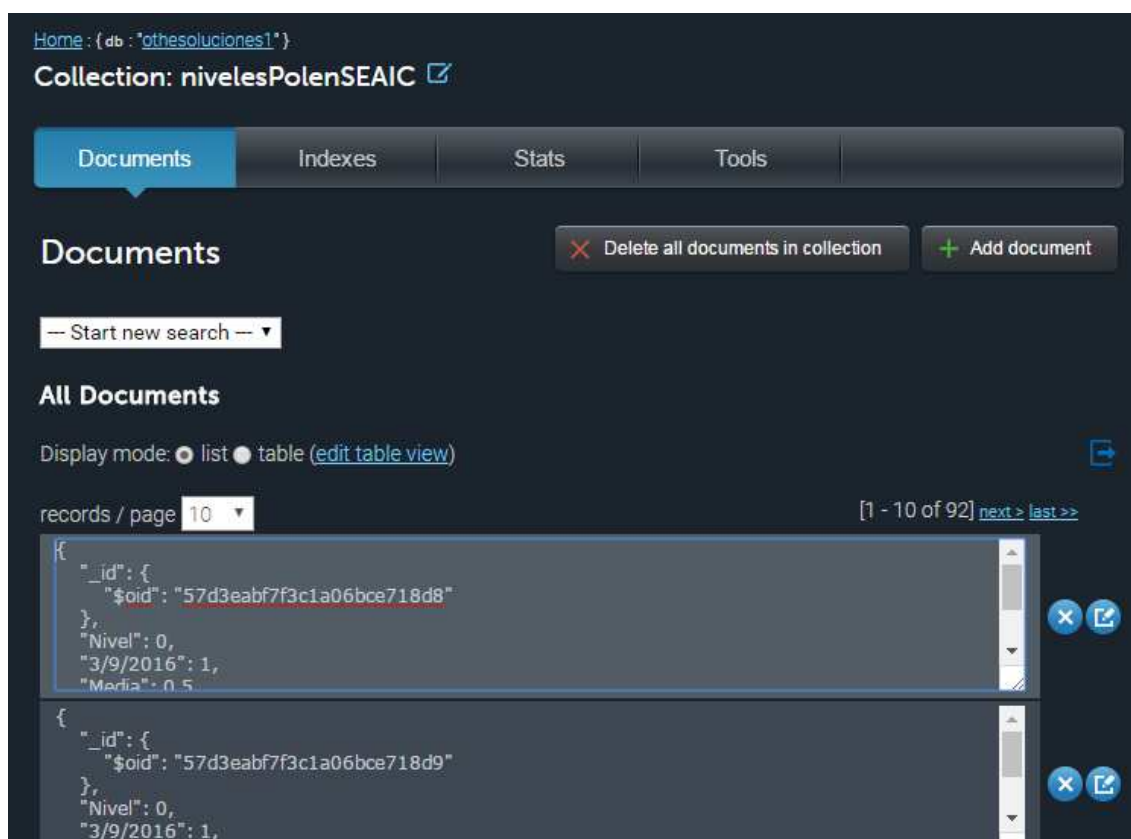 Home : { db : "othesoluciones1" }
Collection: nivelesPolenSEAIC
Documents Indexes Stats Tools
Documents
Delete all documents in collection
Add document
--- Start new search ---
All Documents
Display mode: list table (edit table view)
records / page 10
[1 - 10 of 92] next > last >>
{
"_id": {
"$oid": "57d3eabf7f3c1a06bce718d8"
},
"Nivel": 0,
"3/9/2016": 1,
"Media": 0.5
{
"_id": {
"$oid": "57d3eabf7f3c1a06bce718d9"
},
"Nivel": 0,
"3/9/2016": 1,